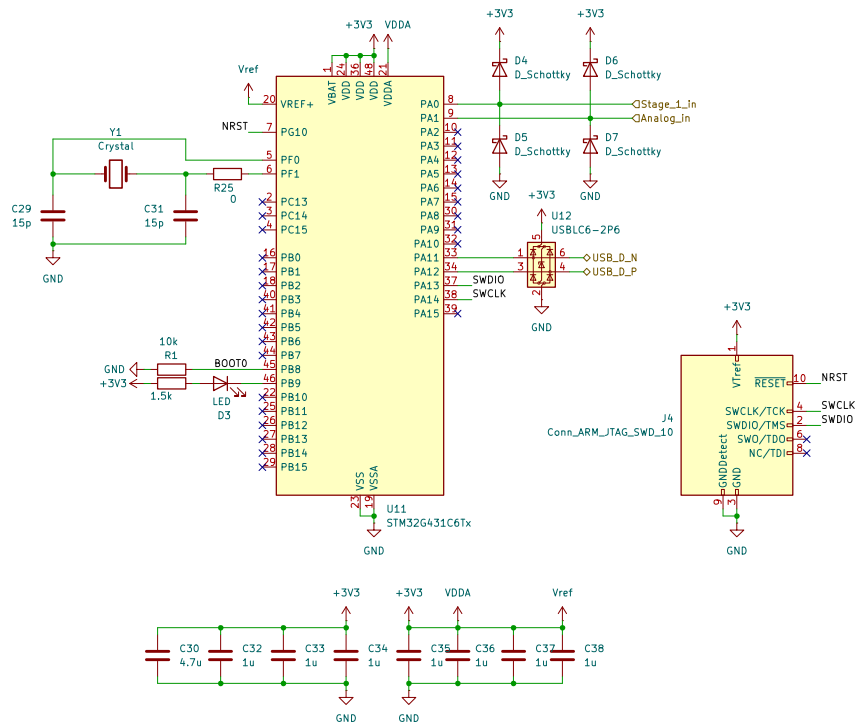 +3V3 VDDA
+3V3
+3V3
Vref
1 24 36 48 21
VBAT VDD VDD VDD VDDA
D4
D_Schottky
D6
D_Schottky
20 VREF+
PA0 8
Stage_1_in
PA1 9
Analog_in
NRST 7 PG10
PA2 10
Y1
Crystal
PA3 11
D5
D_Schottky
D7
D_Schottky
5 PF0
PA4 12
6 PF1
PA5 13
R25
0
PA6 14
GND
GND
2 PC13
PA7 15
+3V3
C29
15p
C31
15p
3 PC14
PA8 30
U12
USBLC6-2P6
4 PC15
PA9 31
PA10 32
5
16 PB0
PA11 33
1 6
USB_D_N
17 PB1
PA12 34
3 4
USB_D_P
GND
18 PB2
PA13 37 SWDIO
2
40 PB3
PA14 38 SWCLK
41 PB4
PA15 39
42 PB5
GND
43 PB6
44 PB7
+3V3
10k
R1
1
VTref
GND
BOOT0 45 PB8
+3V3
46 PB9
1.5k
LED
D3
22 PB10
25 PB11
26 PB12
27 PB13
28 PB14
29 PB15
RESET 10 NRST
SWCLK/TCK 4 SWCLK
SWDIO/TMS 2 SWDIO
SWO/TDO 6
NC/TDI 8
J4
Conn_ARM_JTAG_SWD_10
GNDDetect GND
9 3
GND
VSS VSSA
23 19
U11
STM32G431C6Tx
GND
+3V3
+3V3
VDDA
Vref
C30
4.7u
C32
1u
C33
1u
C34
1u
C35
1u
C36
1u
C37
1u
C38
1u
GND
GND